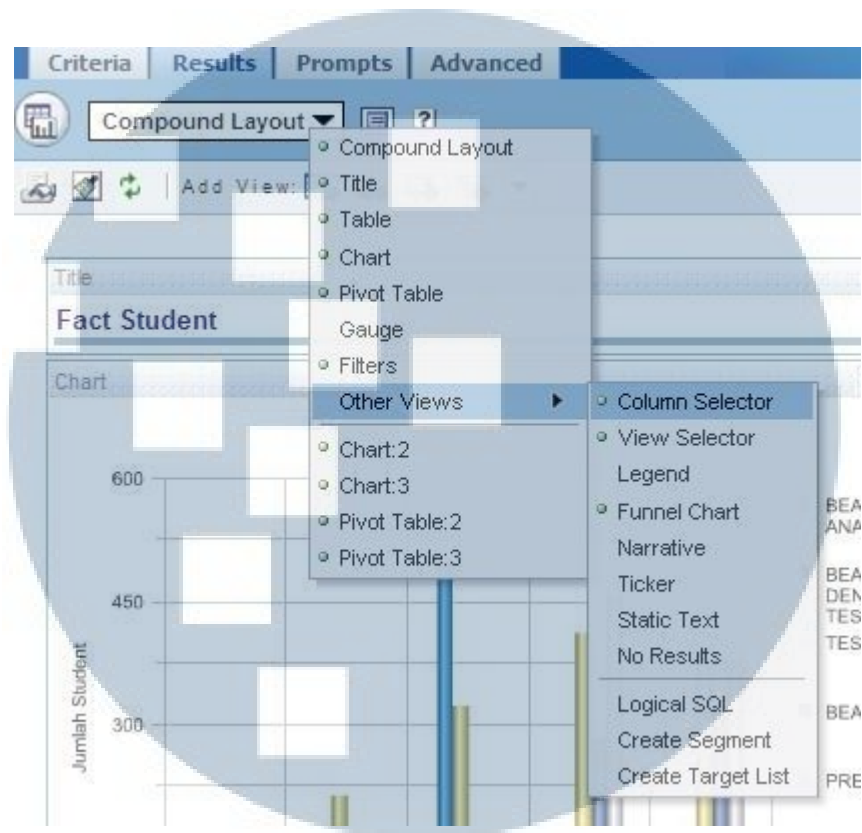 Criteria Results Prompts Advanced
Compound Layout
Add View:
Compound Layout
Title
Table
Chart
Pivot Table
Gauge
Filters
Other Views
Chart:2
Chart:3
Pivot Table:2
Pivot Table:3
Column Selector
View Selector
Legend
Funnel Chart
Narrative
Ticker
Static Text
No Results
Logical SQL
Create Segment
Create Target List
Title
Fact Student
Chart
600
450
300
Jumlah Student
BEA
ANA
BEA
DEN
TES
TES
BEA
PRE